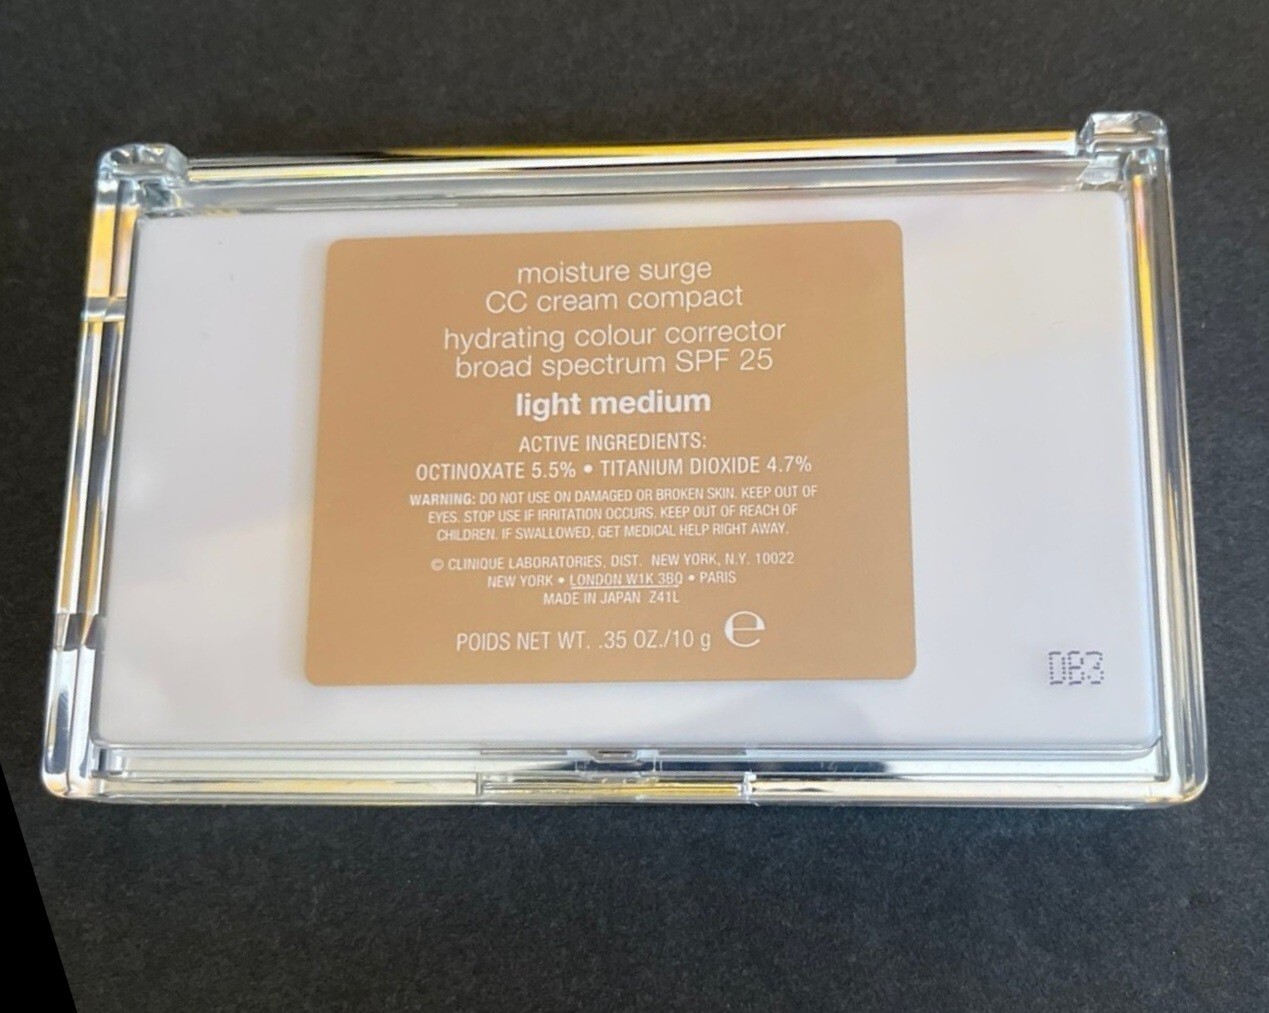 moisture surge
CC cream compact
hydrating colour corrector
broad spectrum SPF 25
light medium
ACTIVE INGREDIENTS:
OCTINOXATE 5.5% • TITANIUM DIOXIDE 4.7%
WARNING: DO NOT USE ON DAMAGED OR BROKEN SKIN. KEEP OUT OF
EYES. STOP USE IF IRRITATION OCCURS. KEEP OUT OF REACH OF
CHILDREN. IF SWALLOWED, GET MEDICAL HELP RIGHT AWAY.
© CLINIQUE LABORATORIES, DIST. NEW YORK, N.Y. 10022
NEW YORK • LONDON W1K 3BQ • PARIS
MADE IN JAPAN Z41L
POIDS NET WT. .35 OZ./10 g ℮
DB3